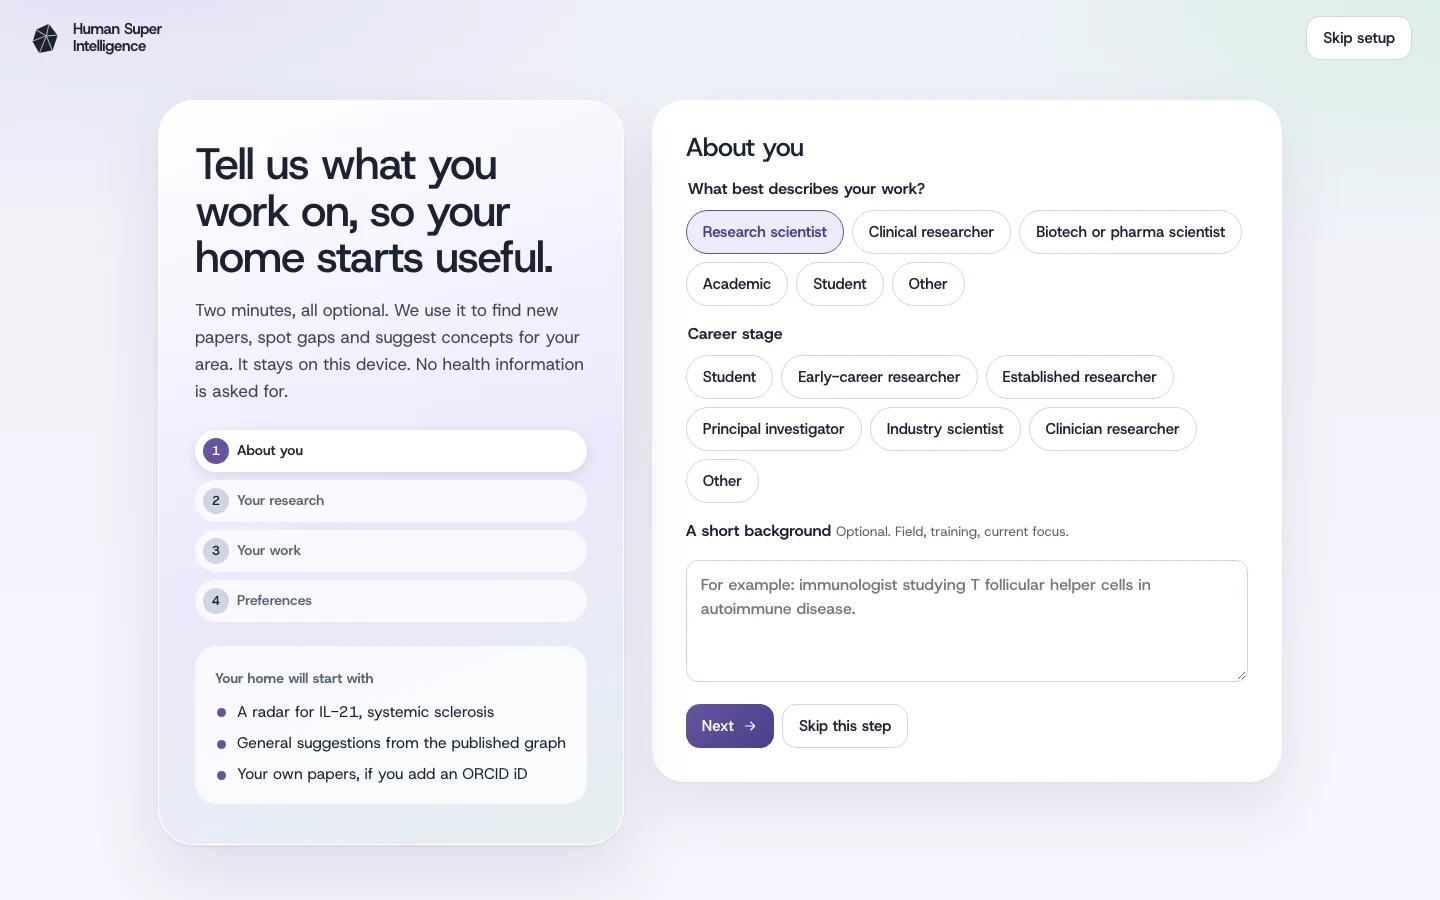 Human Super
Intelligence
Skip setup
Tell us what you
work on, so your
home starts useful.
Two minutes, all optional. We use it to find new
papers, spot gaps and suggest concepts for your
area. It stays on this device. No health information
is asked for.
1 About you
2 Your research
3 Your work
4 Preferences
Your home will start with
A radar for IL-21, systemic sclerosis
General suggestions from the published graph
Your own papers, if you add an ORCID iD
About you
What best describes your work?
Research scientist Clinical researcher Biotech or pharma scientist
Academic Student Other
Career stage
Student Early-career researcher Established researcher
Principal investigator Industry scientist Clinician researcher
Other
A short background Optional. Field, training, current focus.
For example: immunologist studying T follicular helper cells in
autoimmune disease.
Next → Skip this step